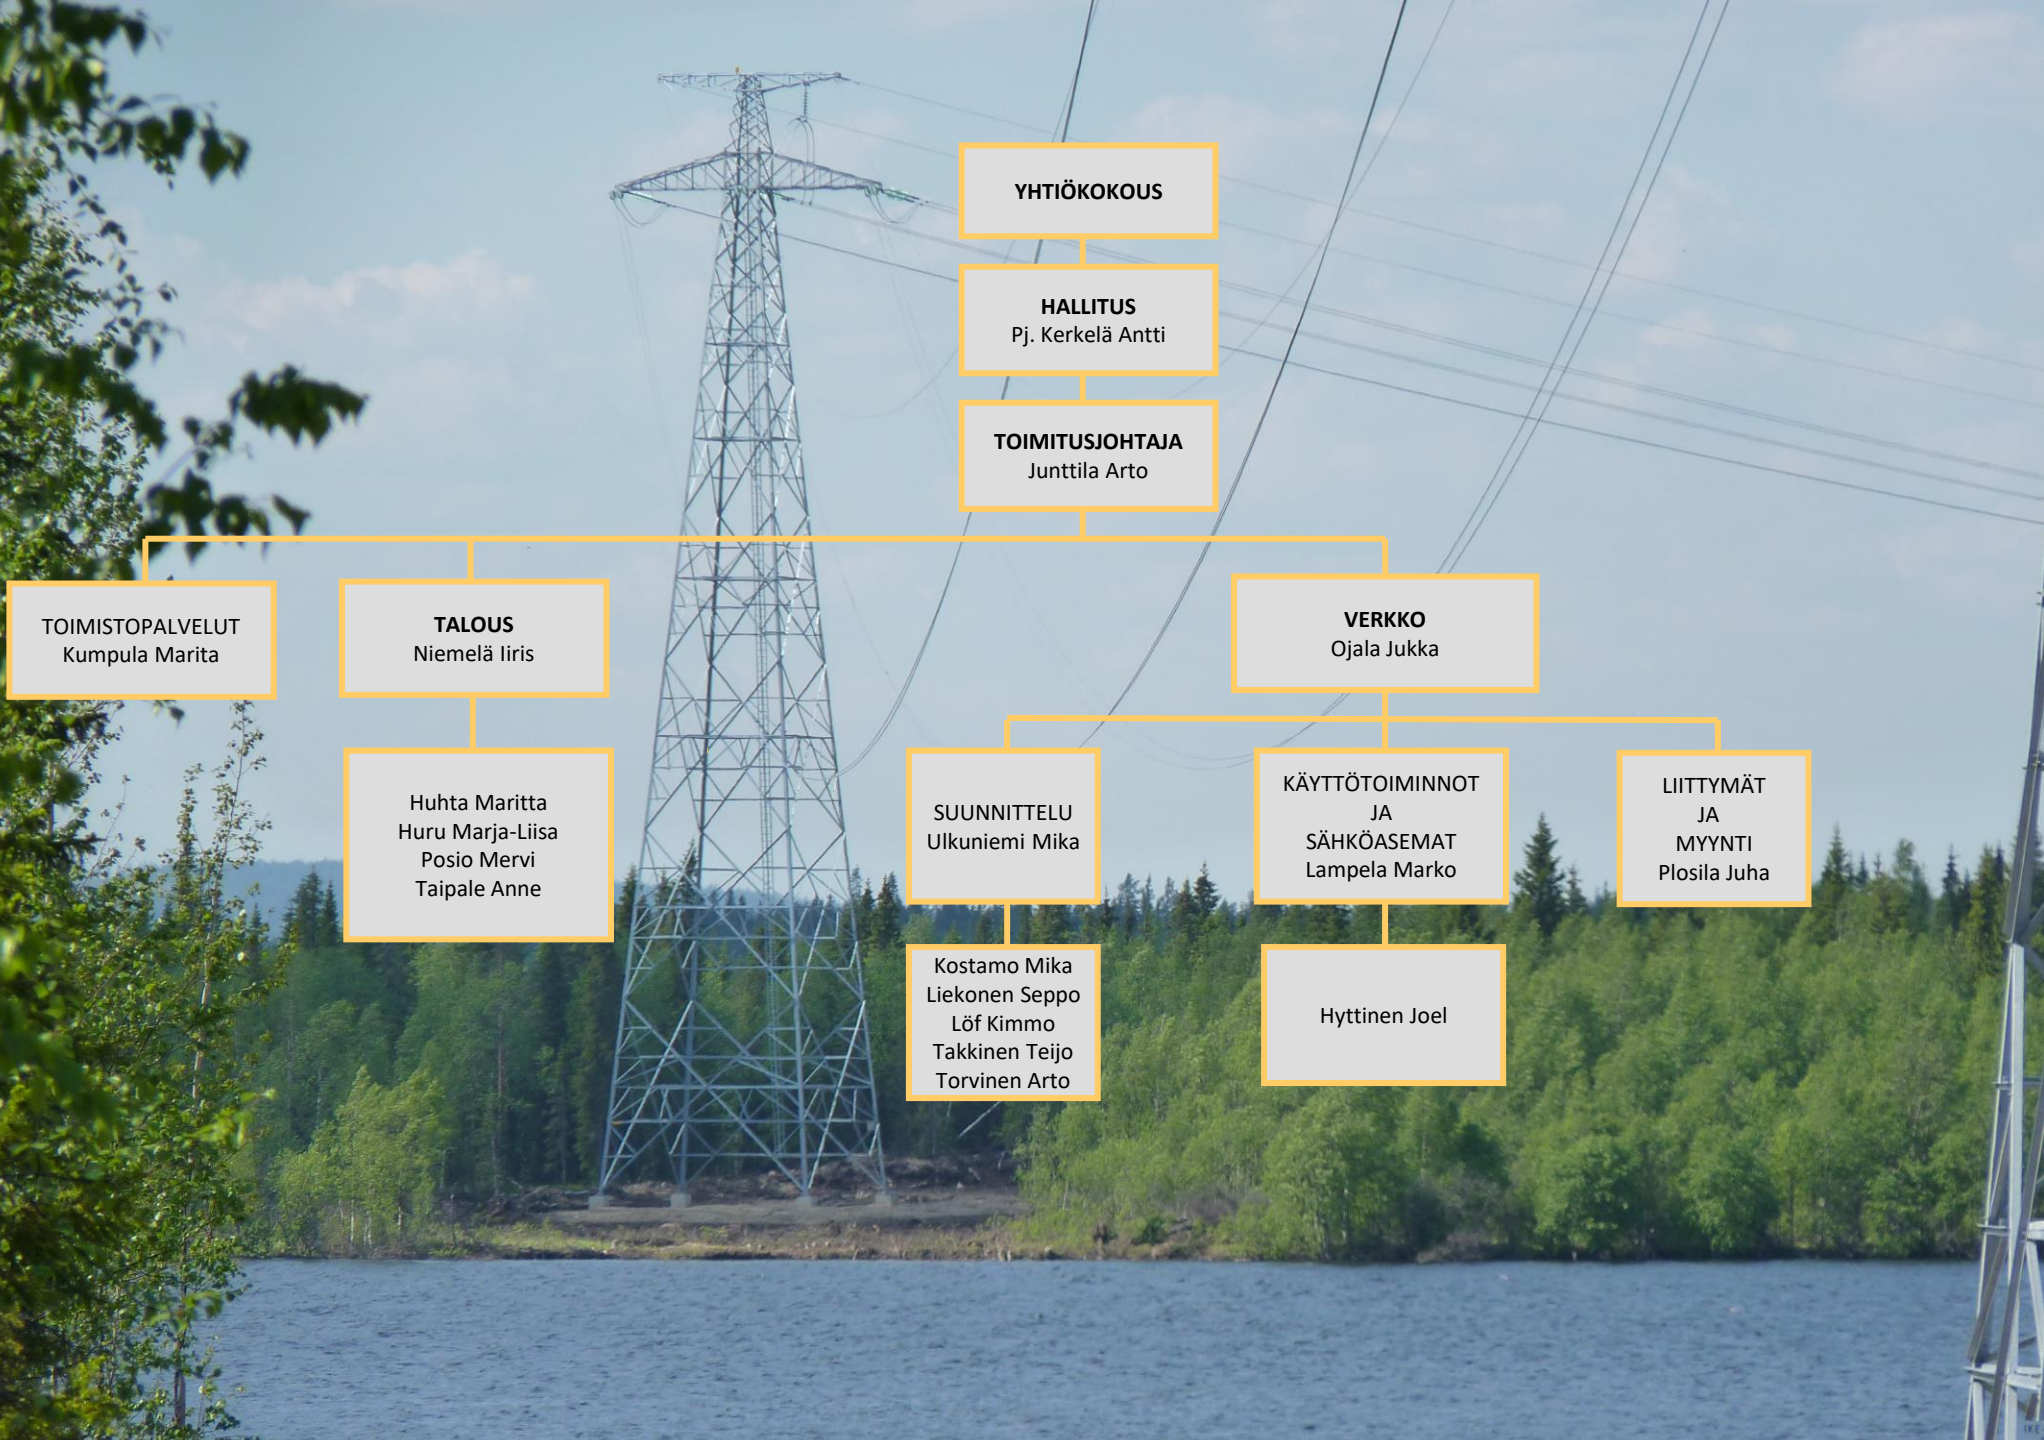 YHTIÖKOKOUS
HALLITUS
Pj. Kerkelä Antti
TOIMITUSJOHTAJA
Junttila Arto
TOIMISTOPALVELUT
Kumpula Marita
TALOUS
Niemelä Iiris
VERKKO
Ojala Jukka
Huhta Maritta
Huru Marja-Liisa
Posio Mervi
Taipale Anne
SUUNNITTELU
Ulkuniemi Mika
KÄYTTÖTOIMINNOT
JA
SÄHKÖASEMAT
Lampela Marko
LIITTYMÄT
JA
MYYNTI
Plosila Juha
Kostamo Mika
Liekonen Seppo
Löf Kimmo
Takkinen Teijo
Torvinen Arto
Hyttinen Joel